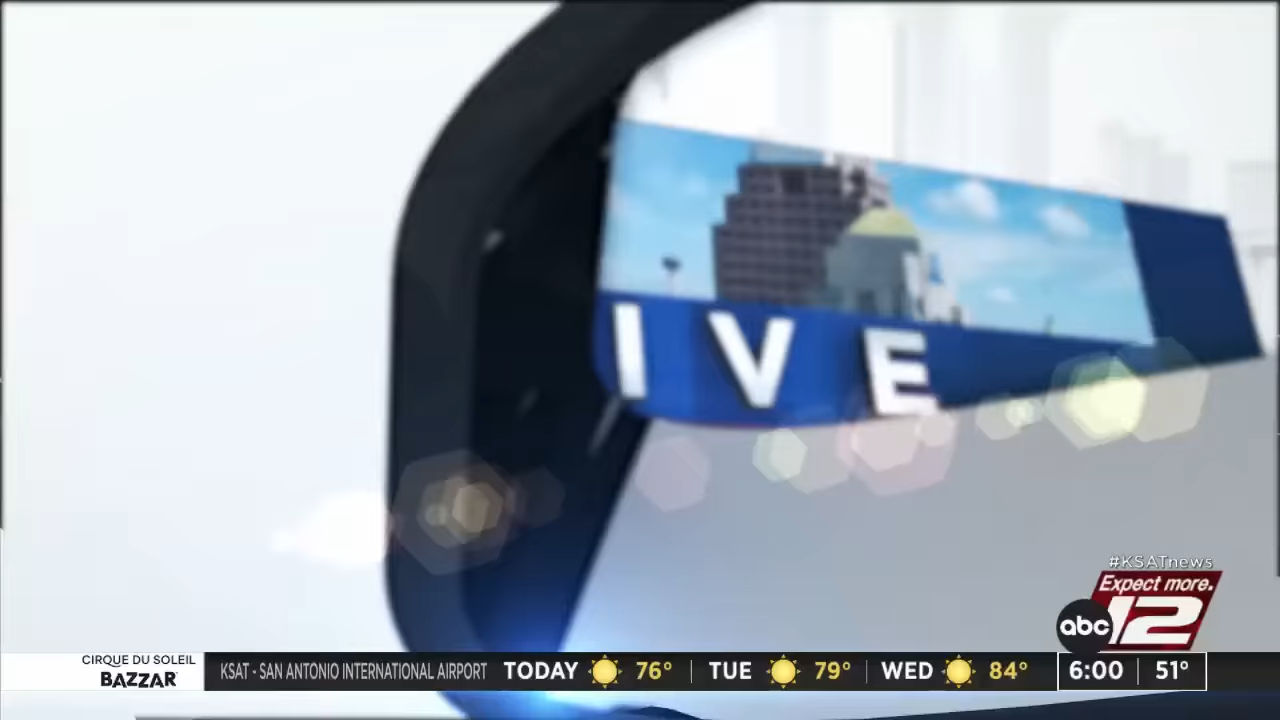 IVE
#KSATnews
Expect more.
abc 12
CIRQUE DU SOLEIL
BAZZAR
KSAT - SAN ANTONIO INTERNATIONAL AIRPORT TODAY 76° TUE 79° WED 84° 6:00 51°